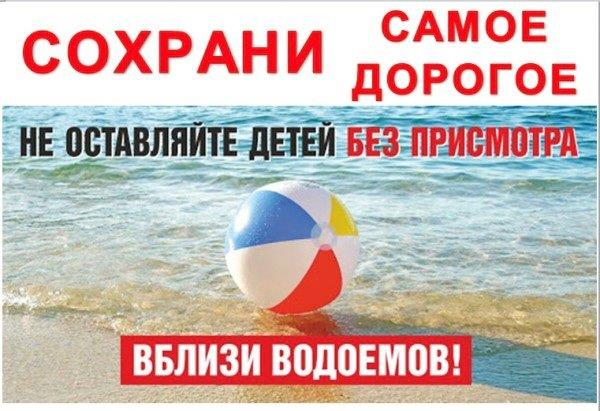 СОХРАНИ
САМОЕ
ДОРОГОЕ
НЕ ОСТАВЛЯЙТЕ ДЕТЕЙ БЕЗ ПРИСМОТРА
ВБЛИЗИ ВОДОЕМОВ!